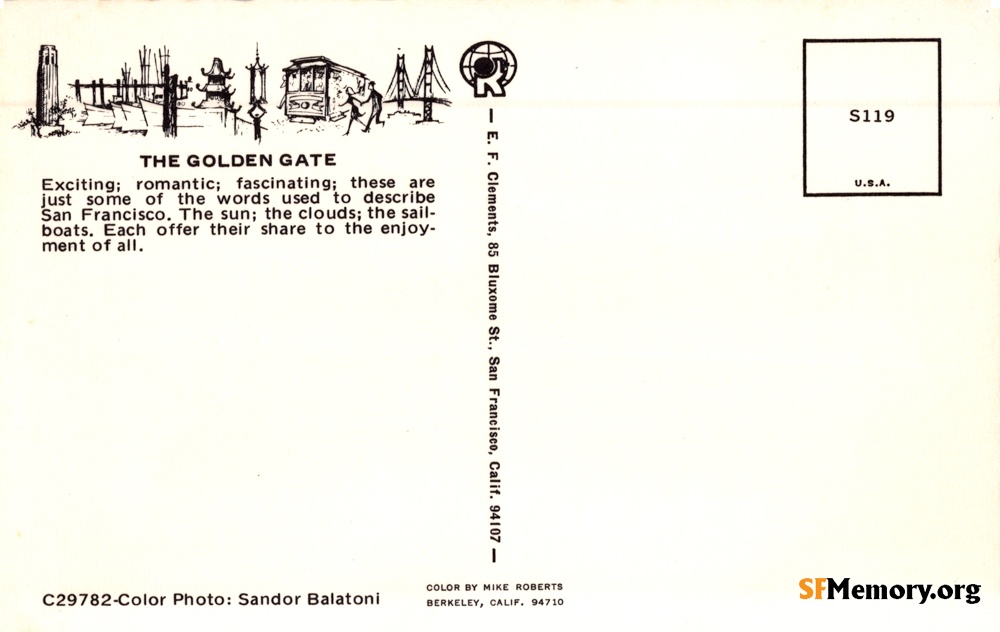 THE GOLDEN GATE
Exciting; romantic; fascinating; these are
just some of the words used to describe
San Francisco. The sun; the clouds; the sail-
boats. Each offer their share to the enjoy-
ment of all.
C29782-Color Photo: Sandor Balatoni
R
— E. F. Clements, 85 Bluxome St., San Francisco, Calif. 94107 —
COLOR BY MIKE ROBERTS
BERKELEY, CALIF. 94710
S119
U.S.A.
SFMemory.org